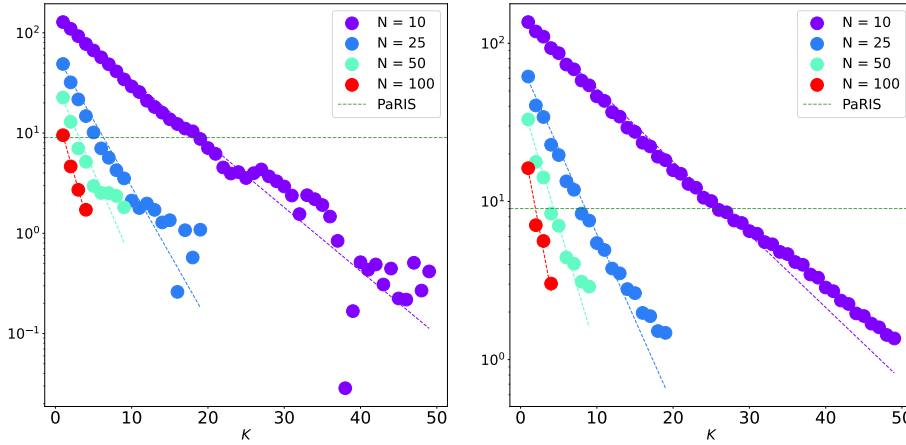 10²
10¹
10⁰
10⁻¹
0
10
20
30
40
50
K
N = 10
N = 25
N = 50
N = 100
PaRIS
10²
10¹
10⁰
0
10
20
30
40
50
K
N = 10
N = 25
N = 50
N = 100
PaRIS